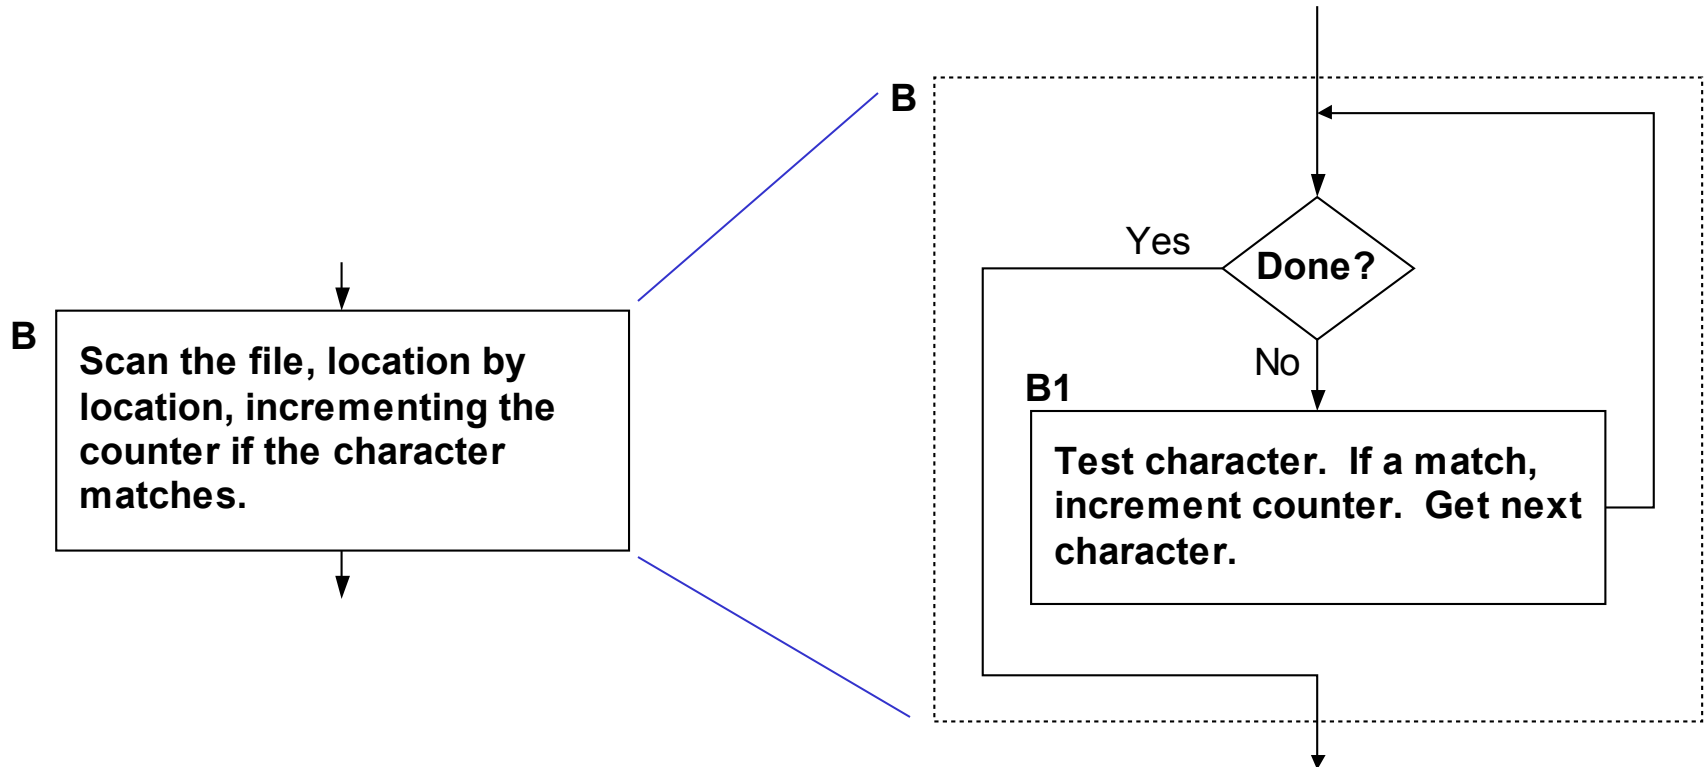 B
Scan the file, location by
location, incrementing the
counter if the character
matches.
B
Yes
Done?
No
B1
Test character.  If a match,
increment counter.  Get next
character.